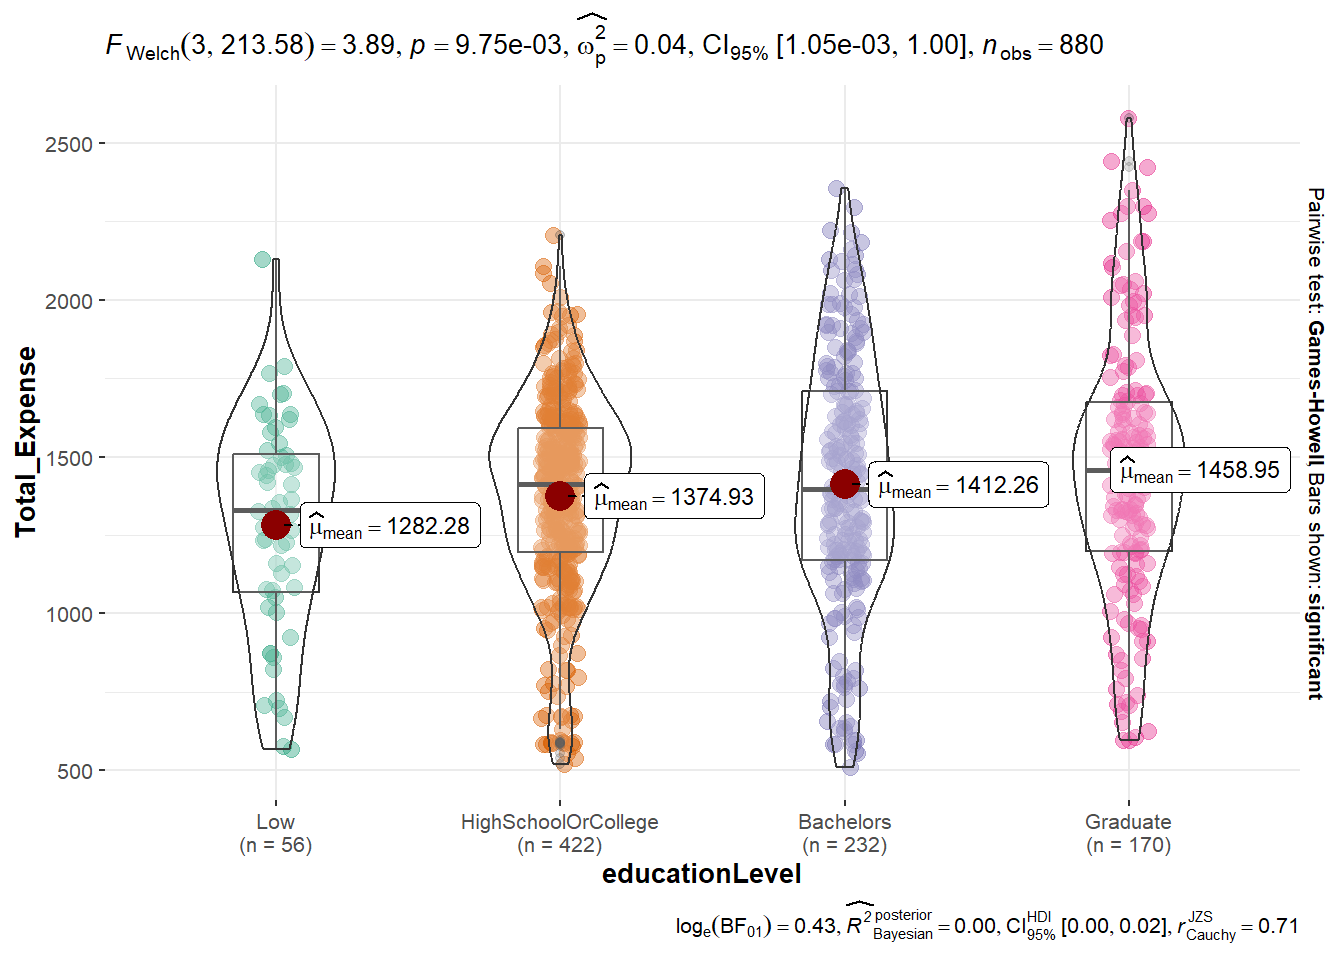 F Welch(3, 213.58) = 3.89, p = 9.75e-03, ω̂²p = 0.04, CI95% [1.05e-03, 1.00], nobs = 880
Total_Expense
2500
2000
1500
1000
500
μ̂mean = 1282.28
μ̂mean = 1374.93
μ̂mean = 1412.26
μ̂mean = 1458.95
Pairwise test: Games-Howell, Bars shown: significant
Low
(n = 56)
HighSchoolOrCollege
(n = 422)
Bachelors
(n = 232)
Graduate
(n = 170)
educationLevel
loge(BF01) = 0.43, R̂² posterior Bayesian = 0.00, CI HDI 95% [0.00, 0.02], r JZS Cauchy = 0.71